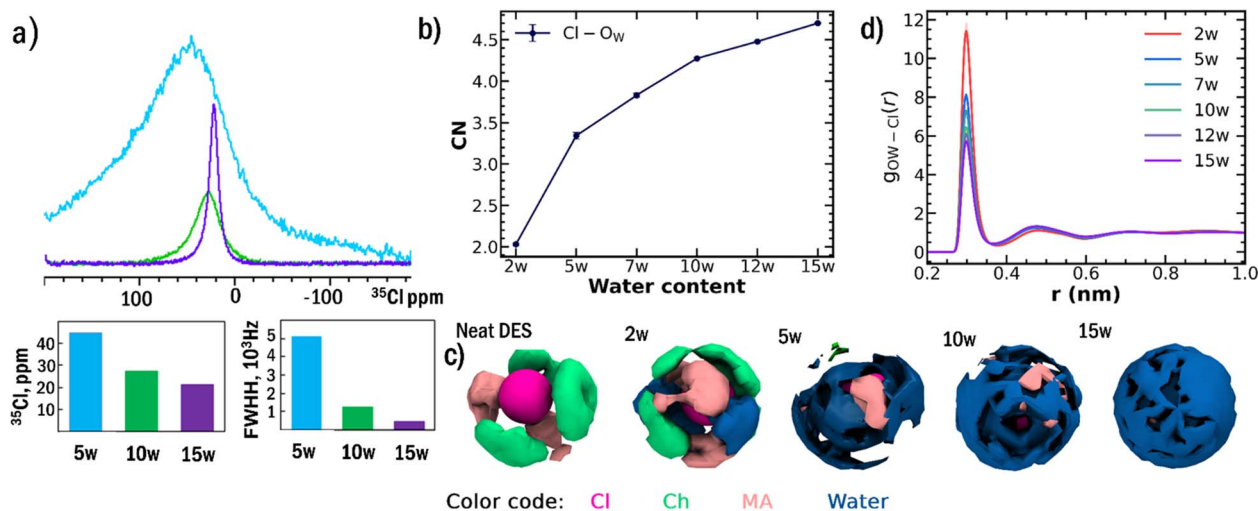 a)
100 0 -100 ³⁵Cl ppm
³⁵Cl, ppm
40
30
20
10
5w 10w 15w
FWHH, 10³Hz
5
4
3
2
1
5w 10w 15w
b)
Cl − O_W
CN
4.5
4.0
3.5
3.0
2.5
2.0
2w 5w 7w 10w 12w 15w
Water content
d)
g_OW − Cl(r)
12
10
8
6
4
2
0
2w
5w
7w
10w
12w
15w
0.2 0.4 0.6 0.8 1.0
r (nm)
c)
Neat DES 2w 5w 10w 15w
Color code: Cl Ch MA Water